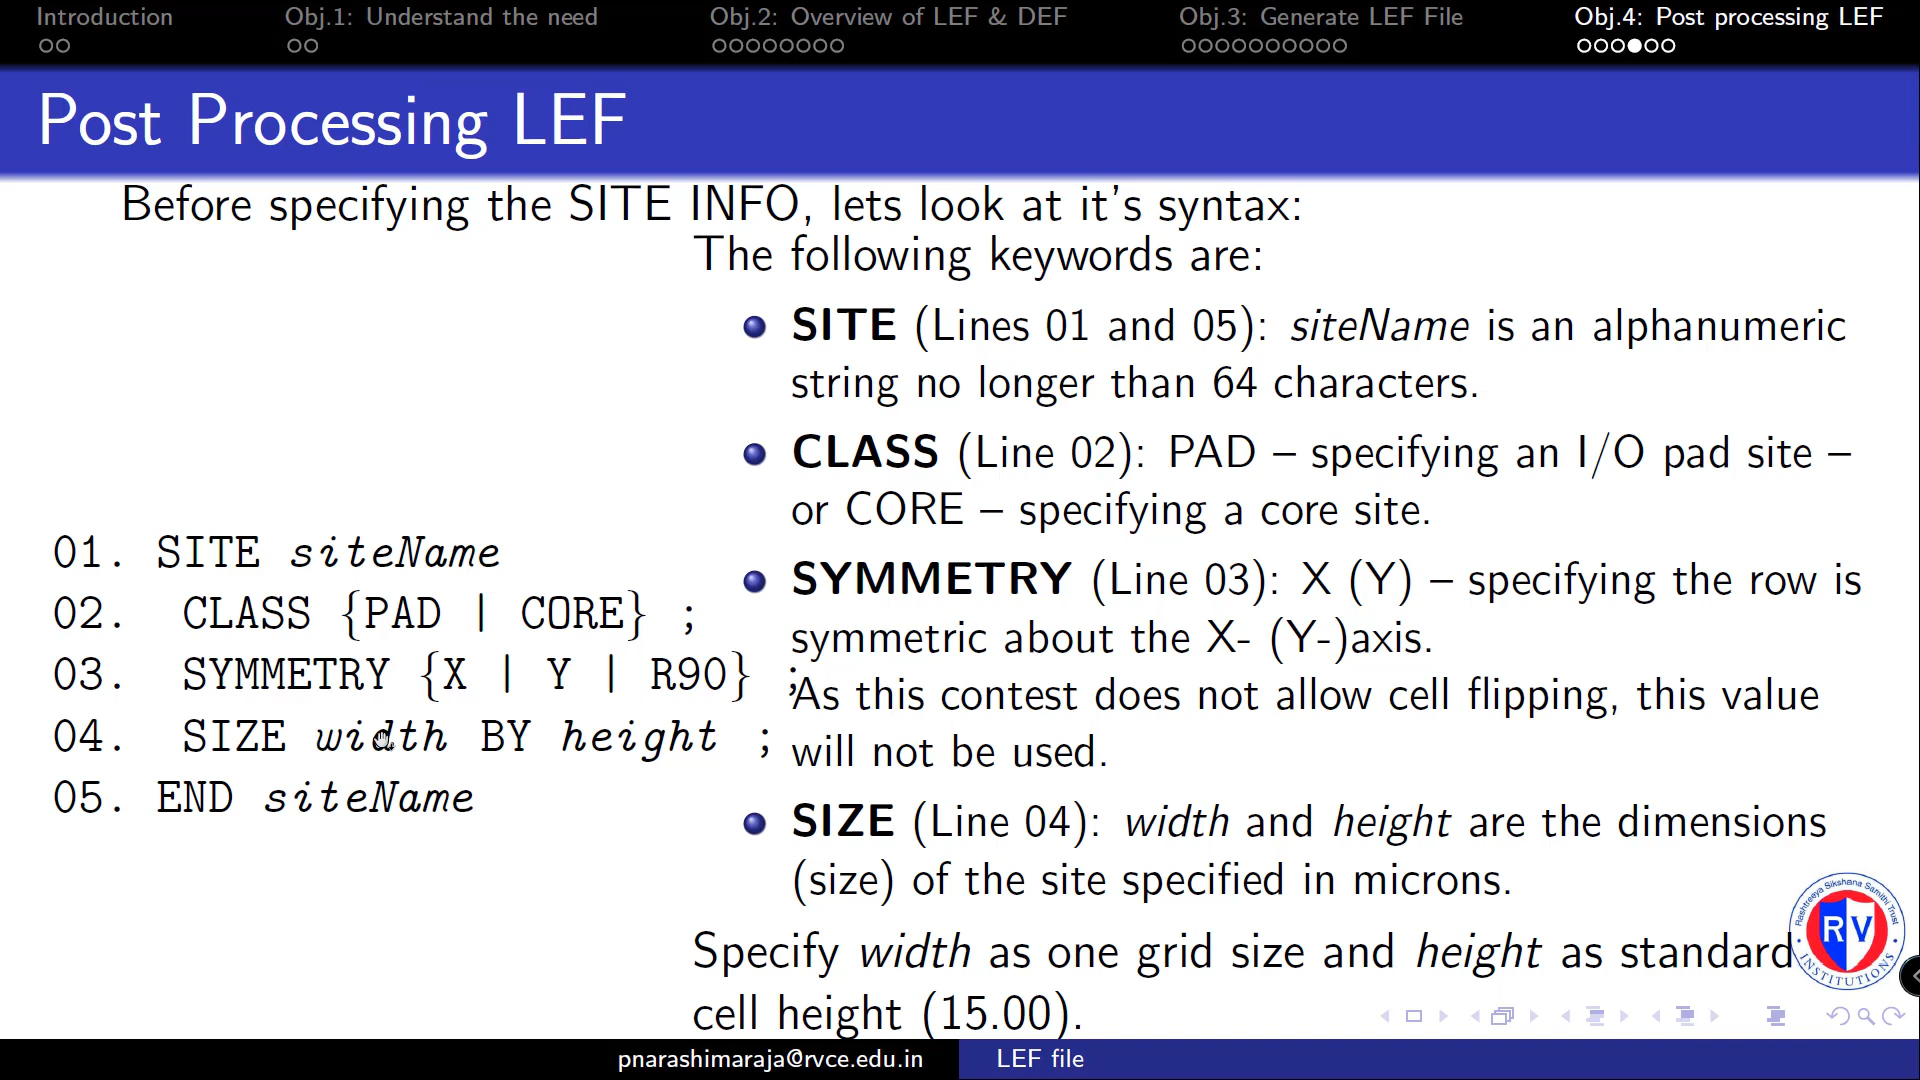 Introduction
Obj.1: Understand the need
Obj.2: Overview of LEF & DEF
Obj.3: Generate LEF File
Obj.4: Post processing LEF
Post Processing LEF
Before specifying the SITE INFO, lets look at it's syntax:
01. SITE siteName
02. CLASS {PAD | CORE} ;
03. SYMMETRY {X | Y | R90} ;
04. SIZE width BY height ;
05. END siteName
The following keywords are:
SITE (Lines 01 and 05): siteName is an alphanumeric
string no longer than 64 characters.
CLASS (Line 02): PAD – specifying an I/O pad site –
or CORE – specifying a core site.
SYMMETRY (Line 03): X (Y) – specifying the row is
symmetric about the X- (Y-)axis.
As this contest does not allow cell flipping, this value
will not be used.
SIZE (Line 04): width and height are the dimensions
(size) of the site specified in microns.
Specify width as one grid size and height as standard
cell height (15.00).
Rashtreeya Sikshana Samithi Trust
RV
INSTITUTIONS
pnarashimaraja@rvce.edu.in
LEF file